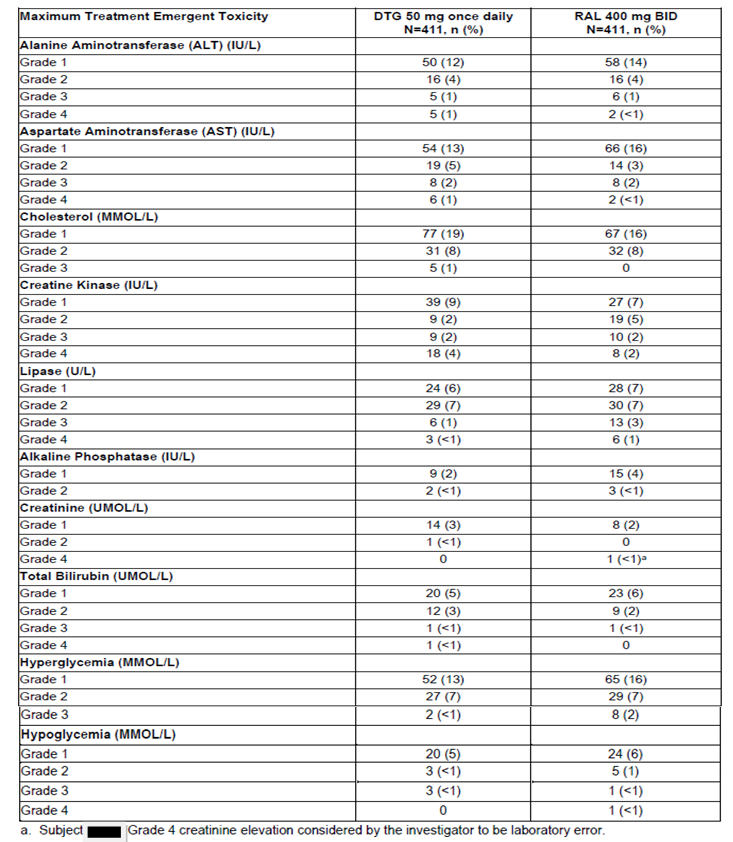 Maximum Treatment Emergent Toxicity DTG 50 mg once daily N=411, n (%) RAL 400 mg BID N=411, n (%)
Alanine Aminotransferase (ALT) (IU/L)
Grade 1 50 (12) 58 (14)
Grade 2 16 (4) 16 (4)
Grade 3 5 (1) 6 (1)
Grade 4 5 (1) 2 (<1)
Aspartate Aminotransferase (AST) (IU/L)
Grade 1 54 (13) 66 (16)
Grade 2 19 (5) 14 (3)
Grade 3 8 (2) 8 (2)
Grade 4 6 (1) 2 (<1)
Cholesterol (MMOL/L)
Grade 1 77 (19) 67 (16)
Grade 2 31 (8) 32 (8)
Grade 3 5 (1) 0
Creatine Kinase (IU/L)
Grade 1 39 (9) 27 (7)
Grade 2 9 (2) 19 (5)
Grade 3 9 (2) 10 (2)
Grade 4 18 (4) 8 (2)
Lipase (U/L)
Grade 1 24 (6) 28 (7)
Grade 2 29 (7) 30 (7)
Grade 3 6 (1) 13 (3)
Grade 4 3 (<1) 6 (1)
Alkaline Phosphatase (IU/L)
Grade 1 9 (2) 15 (4)
Grade 2 2 (<1) 3 (<1)
Creatinine (UMOL/L)
Grade 1 14 (3) 8 (2)
Grade 2 1 (<1) 0
Grade 4 0 1 (<1)a
Total Bilirubin (UMOL/L)
Grade 1 20 (5) 23 (6)
Grade 2 12 (3) 9 (2)
Grade 3 1 (<1) 1 (<1)
Grade 4 1 (<1) 0
Hyperglycemia (MMOL/L)
Grade 1 52 (13) 65 (16)
Grade 2 27 (7) 29 (7)
Grade 3 2 (<1) 8 (2)
Hypoglycemia (MMOL/L)
Grade 1 20 (5) 24 (6)
Grade 2 3 (<1) 5 (1)
Grade 3 3 (<1) 1 (<1)
Grade 4 0 1 (<1)
a. Subject Grade 4 creatinine elevation considered by the investigator to be laboratory error.